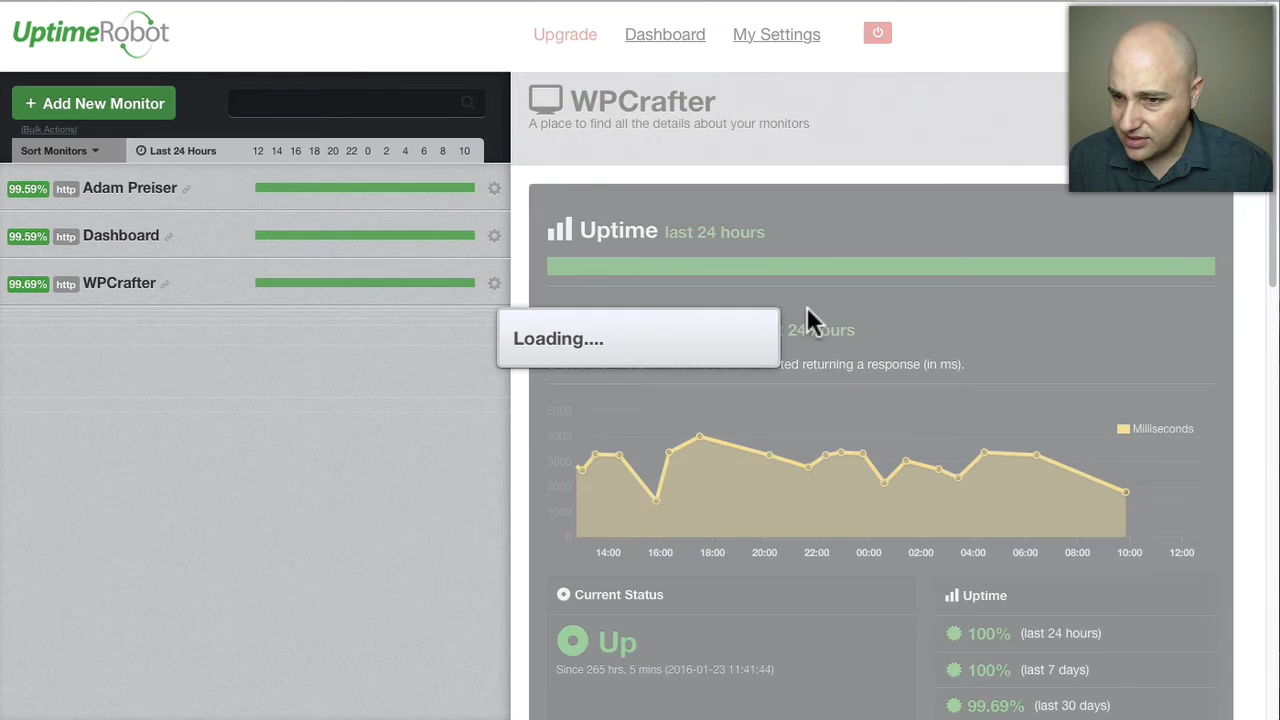 UptimeRobot
Upgrade Dashboard My Settings
+ Add New Monitor
(Bulk Actions)
Sort Monitors Last 24 Hours 12 14 16 18 20 22 0 2 4 6 8 10
99.59% http Adam Preiser
99.59% http Dashboard
99.69% http WPCrafter
WPCrafter
A place to find all the details about your monitors
Uptime last 24 hours
Loading....
24 hours
ted returning a response (in ms).
5000
4000
3000
2000
1000
0
Milliseconds
14:00 16:00 18:00 20:00 22:00 00:00 02:00 04:00 06:00 08:00 10:00 12:00
Current Status
Up
Since 265 hrs, 5 mins (2016-01-23 11:41:44)
Uptime
100% (last 24 hours)
100% (last 7 days)
99.69% (last 30 days)